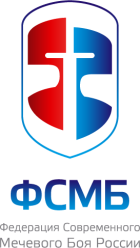 ФСМБ
Федерация Современного
Мечевого Боя России